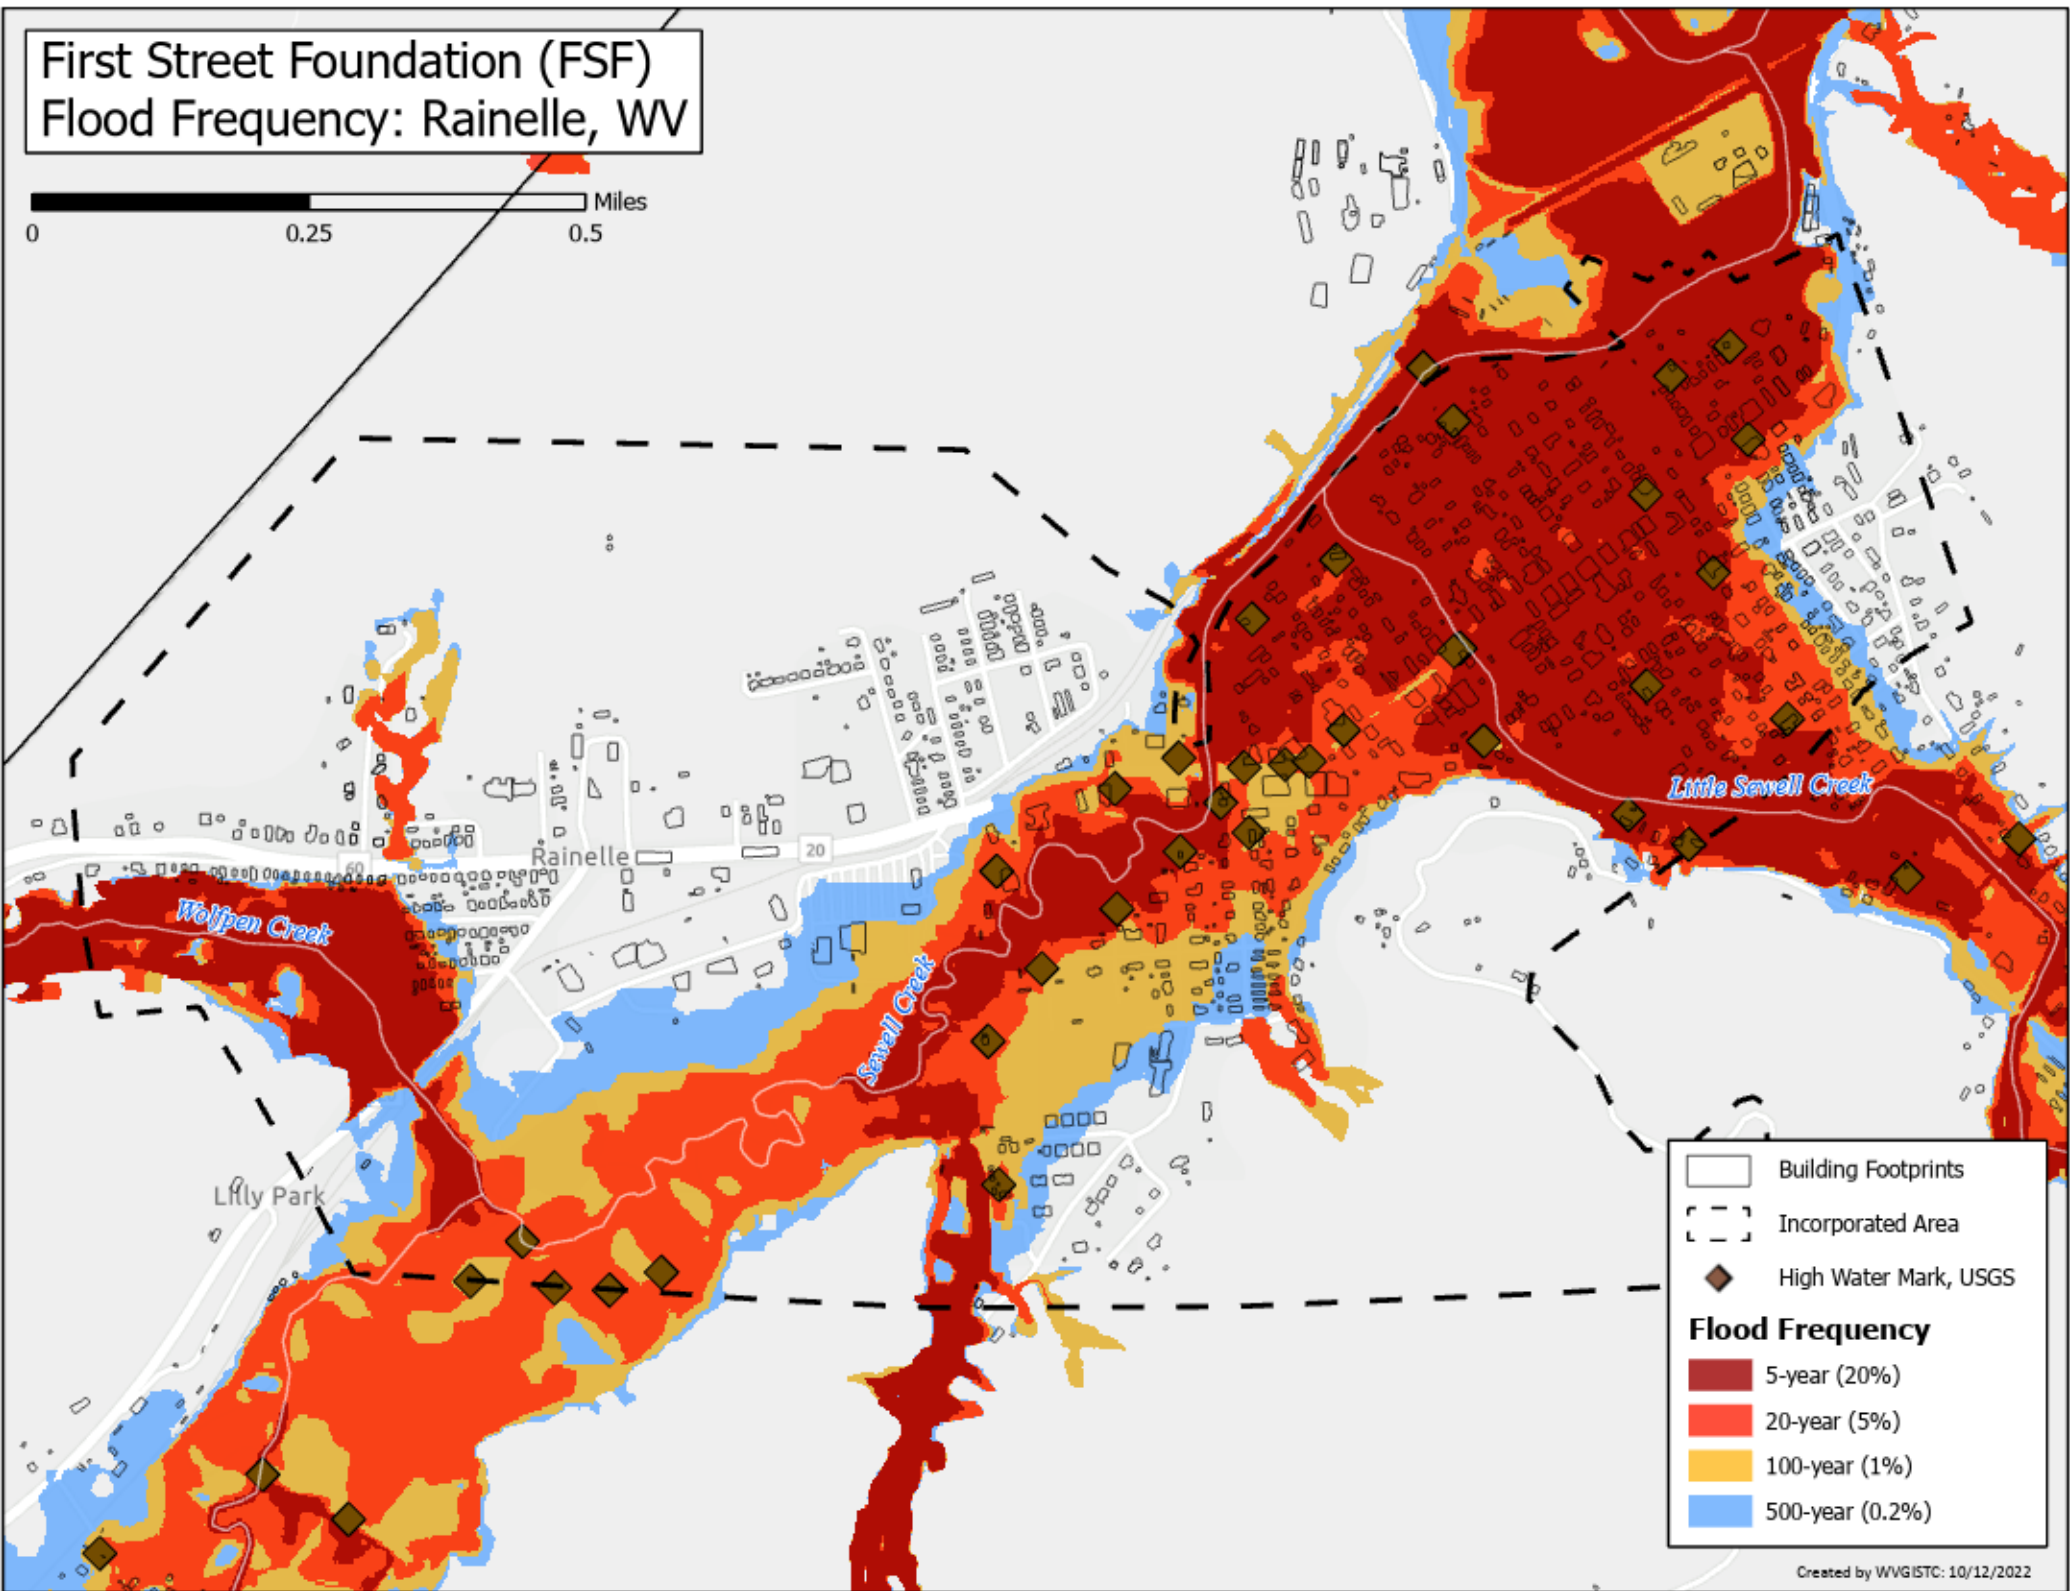 First Street Foundation (FSF)
Flood Frequency: Rainelle, WV
Miles
0 0.25 0.5
Rainelle
20
60
Wolfpen Creek
Sewell Creek
Little Sewell Creek
Lilly Park
Building Footprints
Incorporated Area
High Water Mark, USGS
Flood Frequency
5-year (20%)
20-year (5%)
100-year (1%)
500-year (0.2%)
Created by WVGISTC: 10/12/2022